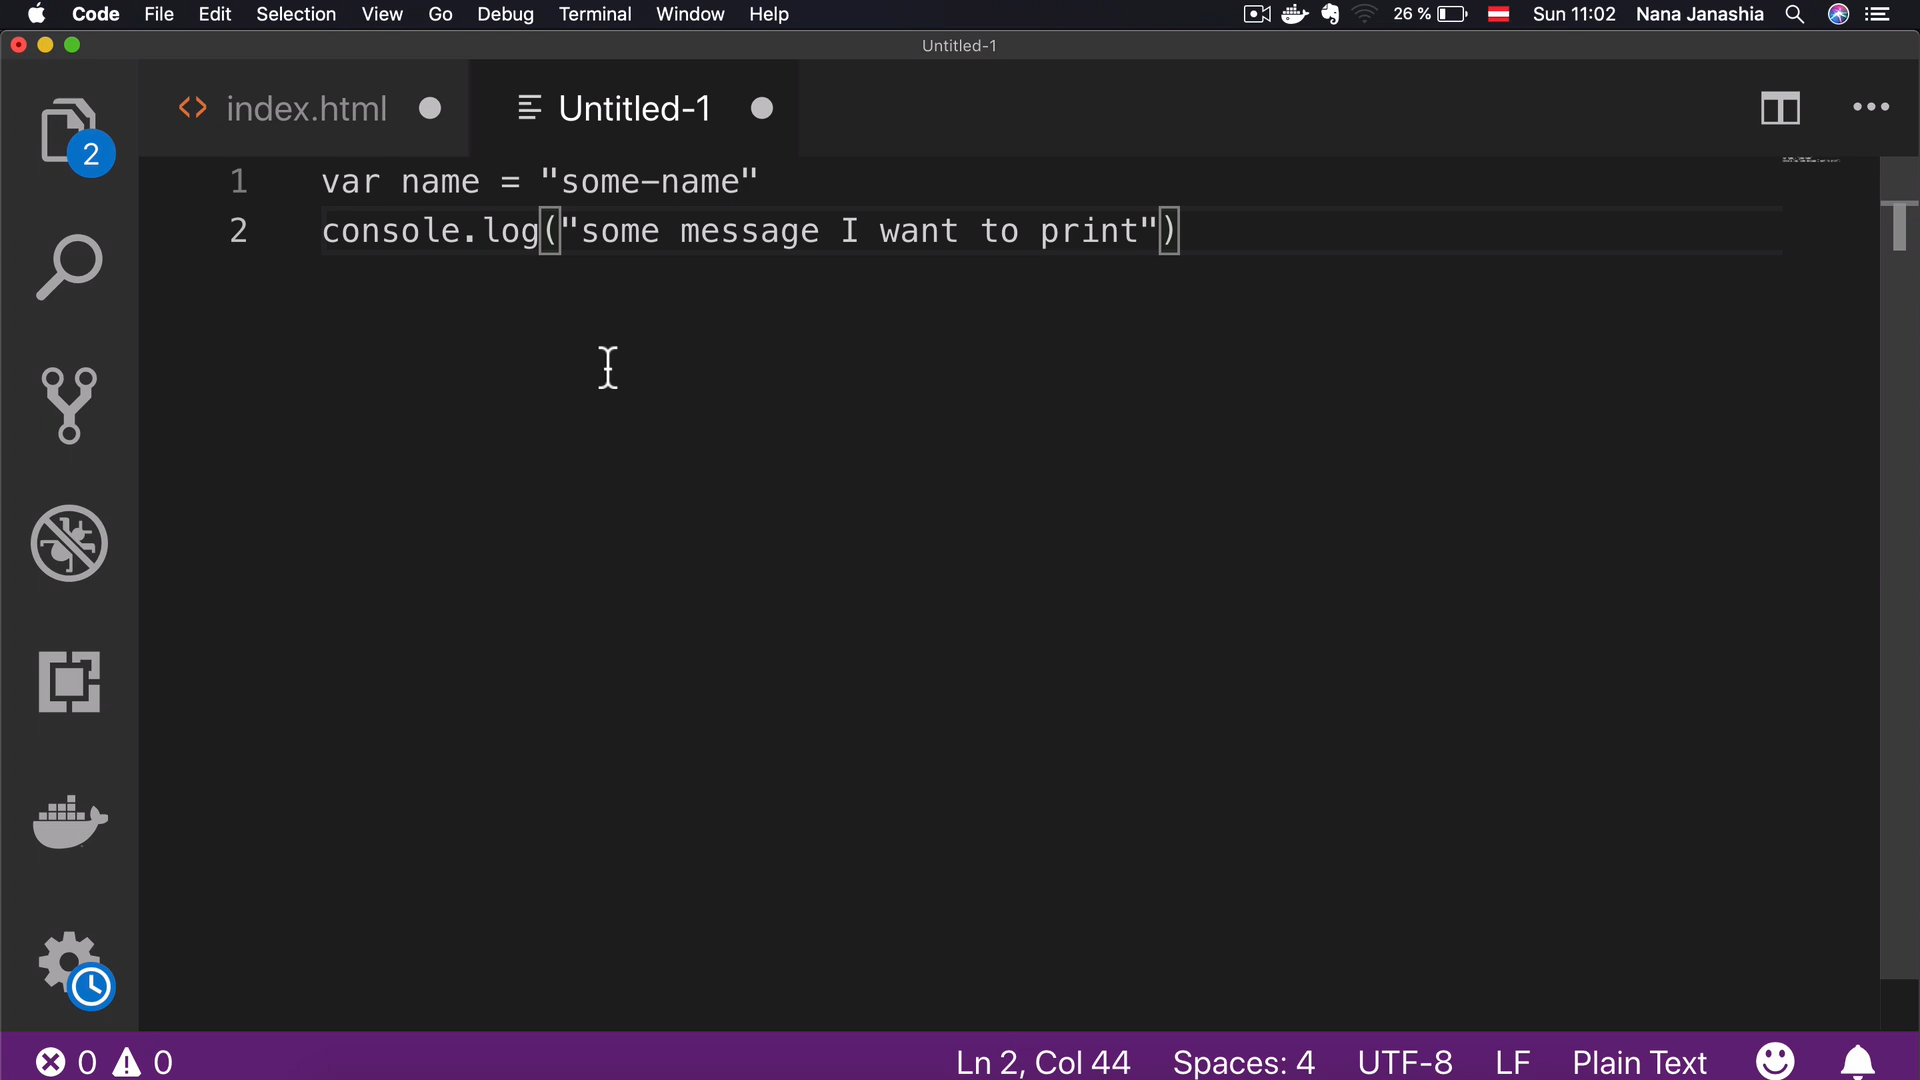 Code File Edit Selection View Go Debug Terminal Window Help 26 % Sun 11:02 Nana Janashia
Untitled-1
index.html Untitled-1
2
1 var name = "some-name"
2 console.log("some message I want to print")
0 0 Ln 2, Col 44 Spaces: 4 UTF-8 LF Plain Text